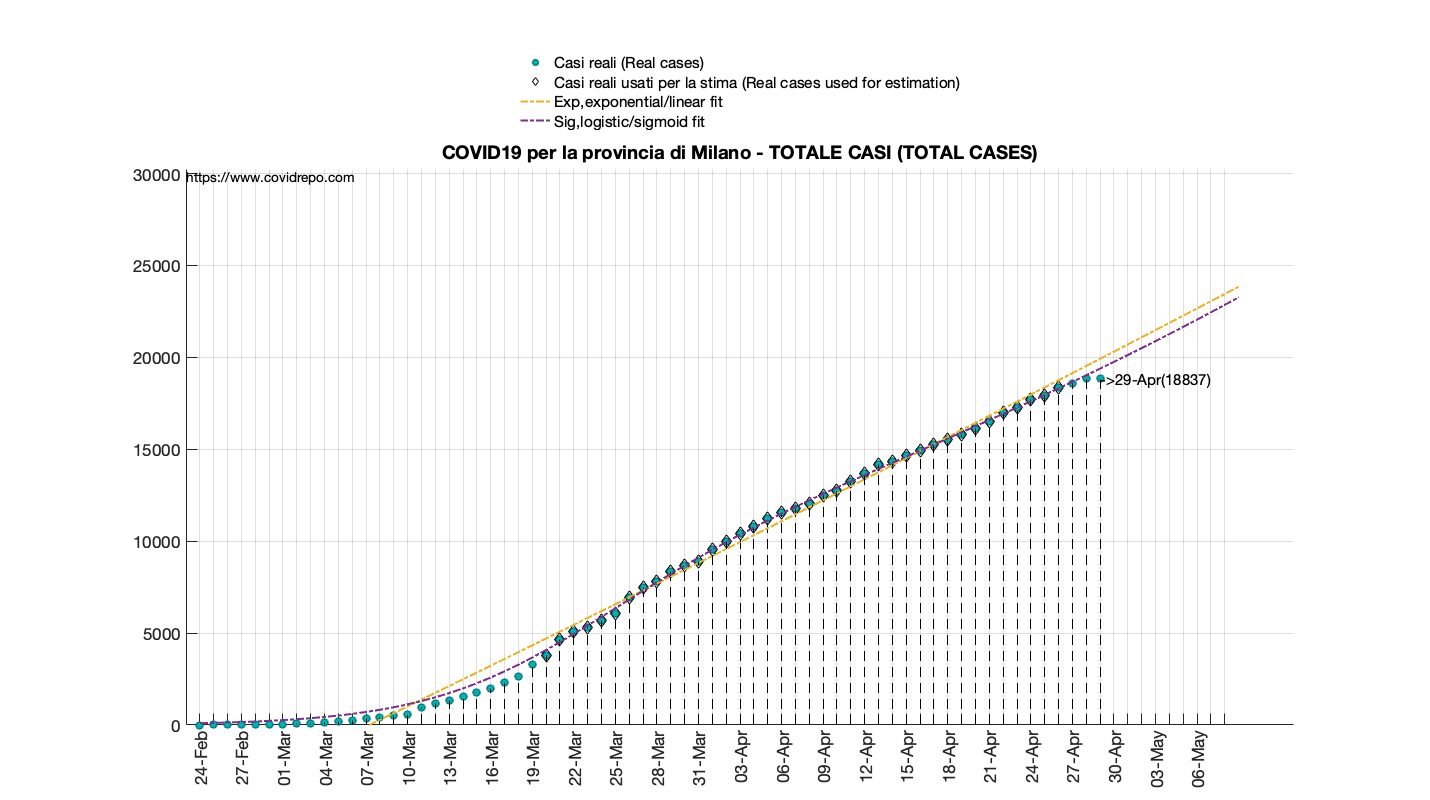 Casi reali (Real cases)
Casi reali usati per la stima (Real cases used for estimation)
Exp,exponential/linear fit
Sig,logistic/sigmoid fit
COVID19 per la provincia di Milano - TOTALE CASI (TOTAL CASES)
30000
https://www.covidrepo.com
25000
20000
->29-Apr(18837)
15000
10000
5000
0
24-Feb
27-Feb
01-Mar
04-Mar
07-Mar
10-Mar
13-Mar
16-Mar
19-Mar
22-Mar
25-Mar
28-Mar
31-Mar
03-Apr
06-Apr
09-Apr
12-Apr
15-Apr
18-Apr
21-Apr
24-Apr
27-Apr
30-Apr
03-May
06-May